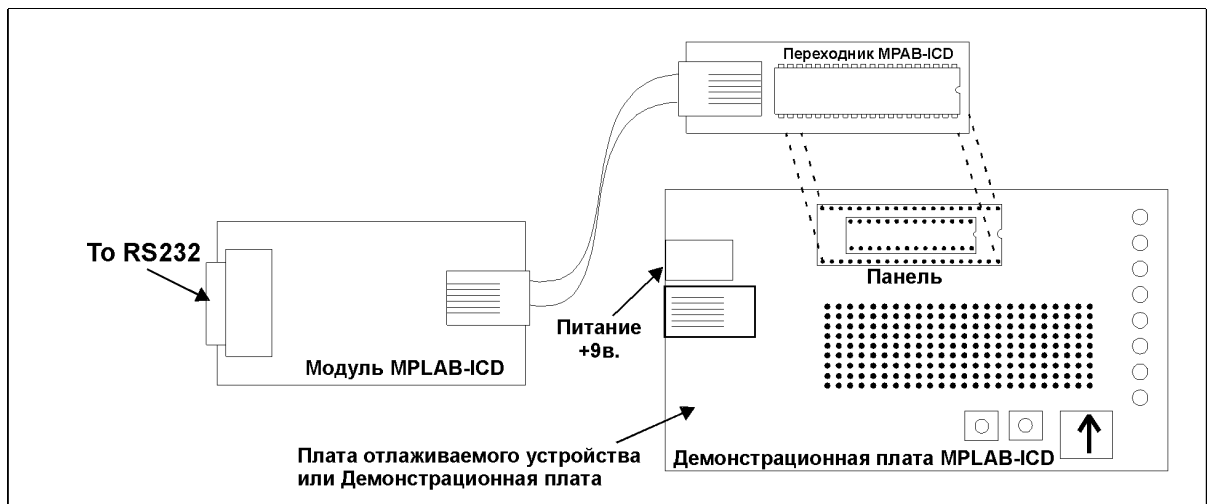 Переходник MPAB-ICD
To RS232
Панель
Питание
+9в.
Модуль MPLAB-ICD
Плата отлаживаемого устройства
или Демонстрационная плата
Демонстрационная плата MPLAB-ICD